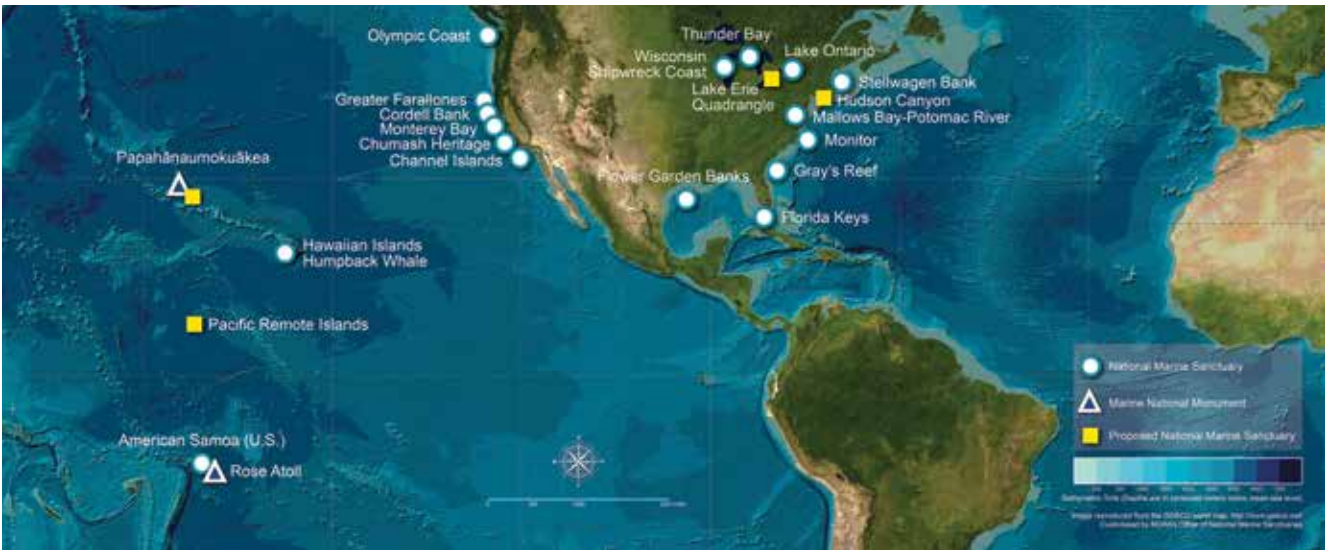 Olympic Coast
Thunder Bay
Wisconsin
Shipwreck Coast
Lake Ontario
Lake Erie
Quadrangle
Stellwagen Bank
Hudson Canyon
Mallows Bay-Potomac River
Greater Farallones
Cordell Bank
Monterey Bay
Chumash Heritage
Channel Islands
Monitor
Gray's Reef
Flower Garden Banks
Florida Keys
Papahānaumokuākea
Hawaiian Islands
Humpback Whale
Pacific Remote Islands
American Samoa (U.S.)
Rose Atoll
National Marine Sanctuary
Marine National Monument
Proposed National Marine Sanctuary